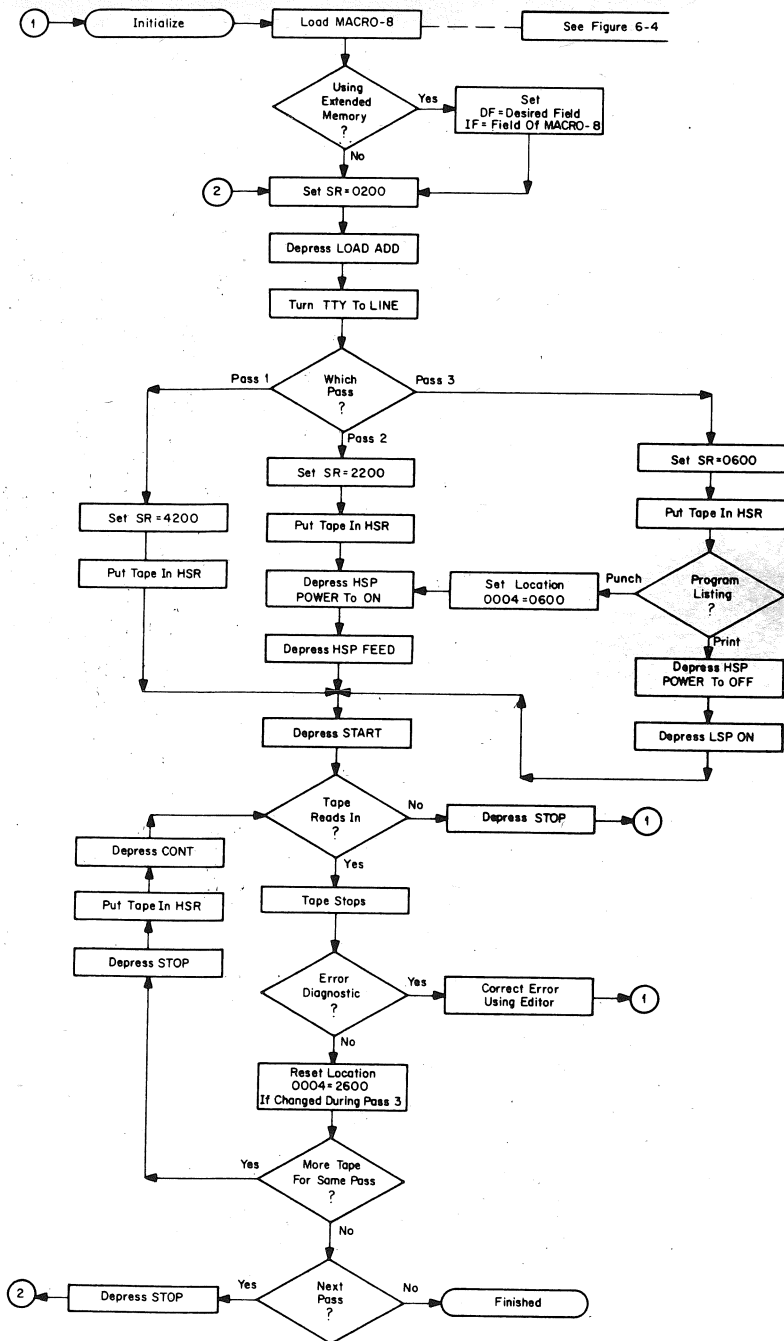 1
Initialize
Load MACRO-8
See Figure 6-4
Using
Extended
Memory
?
Yes
Set
DF=Desired Field
IF= Field Of MACRO-8
No
2
Set SR=0200
Depress LOAD ADD
Turn TTY To LINE
Pass 1
Which
Pass
?
Pass 3
Pass 2
Set SR=4200
Put Tape In HSR
Set SR=2200
Put Tape In HSR
Depress HSP
POWER To ON
Depress HSP FEED
Set SR=0600
Put Tape In HSR
Program
Listing
?
Punch
Set Location
0004=0600
Print
Depress HSP
POWER To OFF
Depress LSP ON
Depress START
Tape
Reads In
?
No
Depress STOP
1
Yes
Depress CONT
Put Tape In HSR
Depress STOP
Tape Stops
Error
Diagnostic
?
Yes
Correct Error
Using Editor
1
No
Reset Location
0004=2600
If Changed During Pass 3
Yes
More Tape
For Same Pass
?
No
2
Depress STOP
Yes
Next
Pass
?
No
Finished